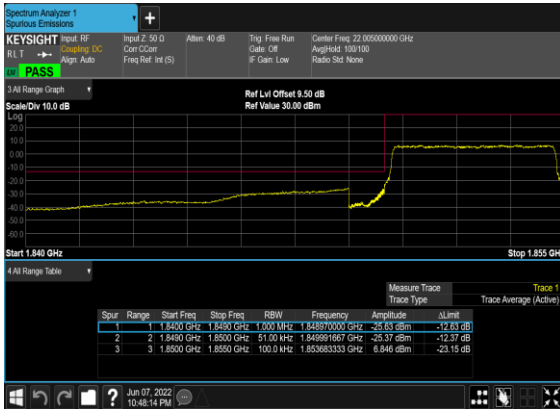 Spectrum Analyzer 1
Spurious Emissions
+
KEYSIGHT Input: RF Input Z: 50 Ω Atten: 40 dB Trig: Free Run Center Freq: 22.005000000 GHz
RLT Coupling: DC Corr CCorr Gate: Off Avg|Hold: 100/100
Align: Auto Freq Ref: Int (S) IF Gain: Low Radio Std: None
PASS
3 All Range Graph Ref Lvl Offset 9.50 dB
Scale/Div 10.0 dB Ref Value 30.00 dBm
Log
20.0
10.0
0.00
-10.0
-20.0
-30.0
-40.0
-50.0
-60.0
Start 1.840 GHz Stop 1.855 GH
4 All Range Table
Measure Trace Trace 1
Trace Type Trace Average (Active)
Spur Range Start Freq Stop Freq RBW Frequency Amplitude ΔLimit
1 1 1.8400 GHz 1.8490 GHz 1.000 MHz 1.848970000 GHz -25.63 dBm -12.63 dB
2 2 1.8490 GHz 1.8500 GHz 51.00 kHz 1.849991667 GHz -25.37 dBm -12.37 dB
3 3 1.8500 GHz 1.8550 GHz 100.0 kHz 1.853683333 GHz 6.846 dBm -23.15 dB
? Jun 07, 2022
10:48:14 PM